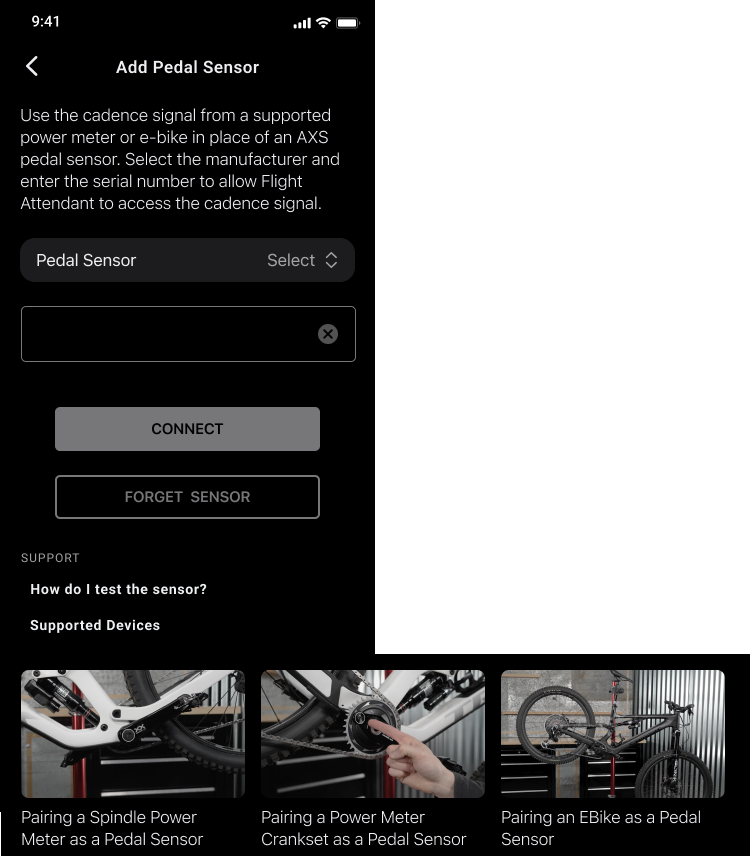 9:41
Add Pedal Sensor
Use the cadence signal from a supported
power meter or e-bike in place of an AXS
pedal sensor. Select the manufacturer and
enter the serial number to allow Flight
Attendant to access the cadence signal.
Pedal Sensor Select
CONNECT
FORGET SENSOR
SUPPORT
How do I test the sensor?
Supported Devices
Pairing a Spindle Power
Meter as a Pedal Sensor
Pairing a Power Meter
Crankset as a Pedal Sensor
Pairing an EBike as a Pedal
Sensor